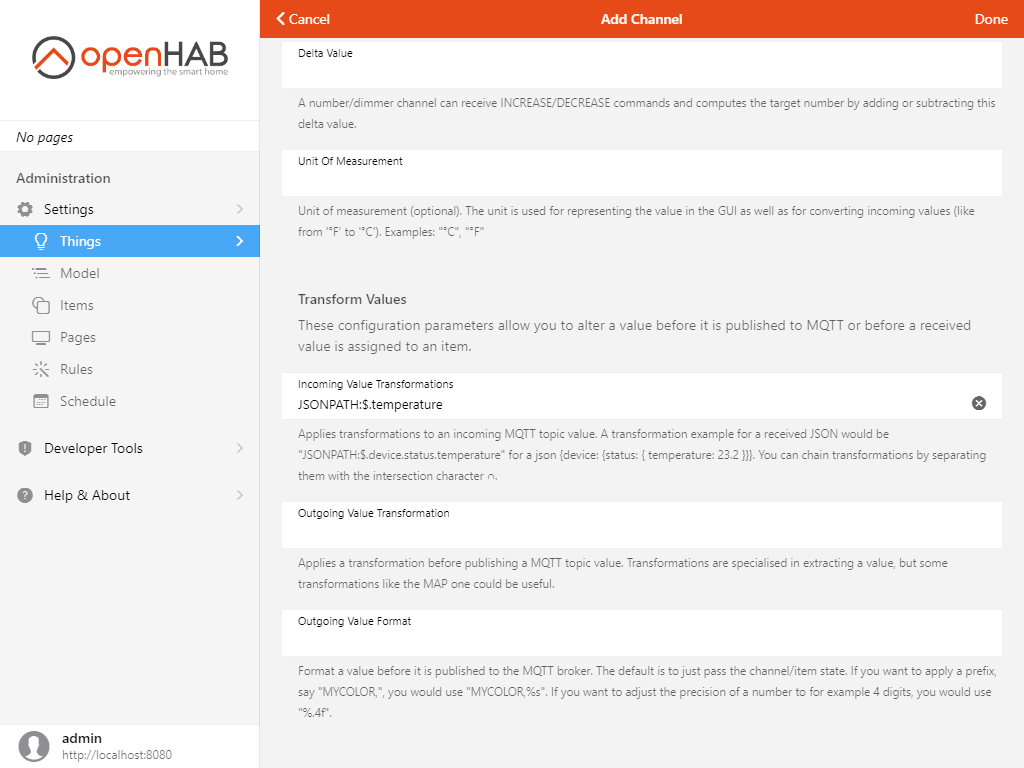 openHAB
empowering the smart home
No pages
Administration
Settings
Things
Model
Items
Pages
Rules
Schedule
Developer Tools
Help & About
admin
http://localhost:8080
Cancel
Add Channel
Done
Delta Value
A number/dimmer channel can receive INCREASE/DECREASE commands and computes the target number by adding or subtracting this
delta value.
Unit Of Measurement
Unit of measurement (optional). The unit is used for representing the value in the GUI as well as for converting incoming values (like
from '°F' to '°C'). Examples: "°C", "°F"
Transform Values
These configuration parameters allow you to alter a value before it is published to MQTT or before a received
value is assigned to an item.
Incoming Value Transformations
JSONPATH:$.temperature
Applies transformations to an incoming MQTT topic value. A transformation example for a received JSON would be
"JSONPATH:$.device.status.temperature" for a json {device: {status: { temperature: 23.2 }}}. You can chain transformations by separating
them with the intersection character ∩.
Outgoing Value Transformation
Applies a transformation before publishing a MQTT topic value. Transformations are specialised in extracting a value, but some
transformations like the MAP one could be useful.
Outgoing Value Format
Format a value before it is published to the MQTT broker. The default is to just pass the channel/item state. If you want to apply a prefix,
say "MYCOLOR,", you would use "MYCOLOR,%s". If you want to adjust the precision of a number to for example 4 digits, you would use
"%.4f".